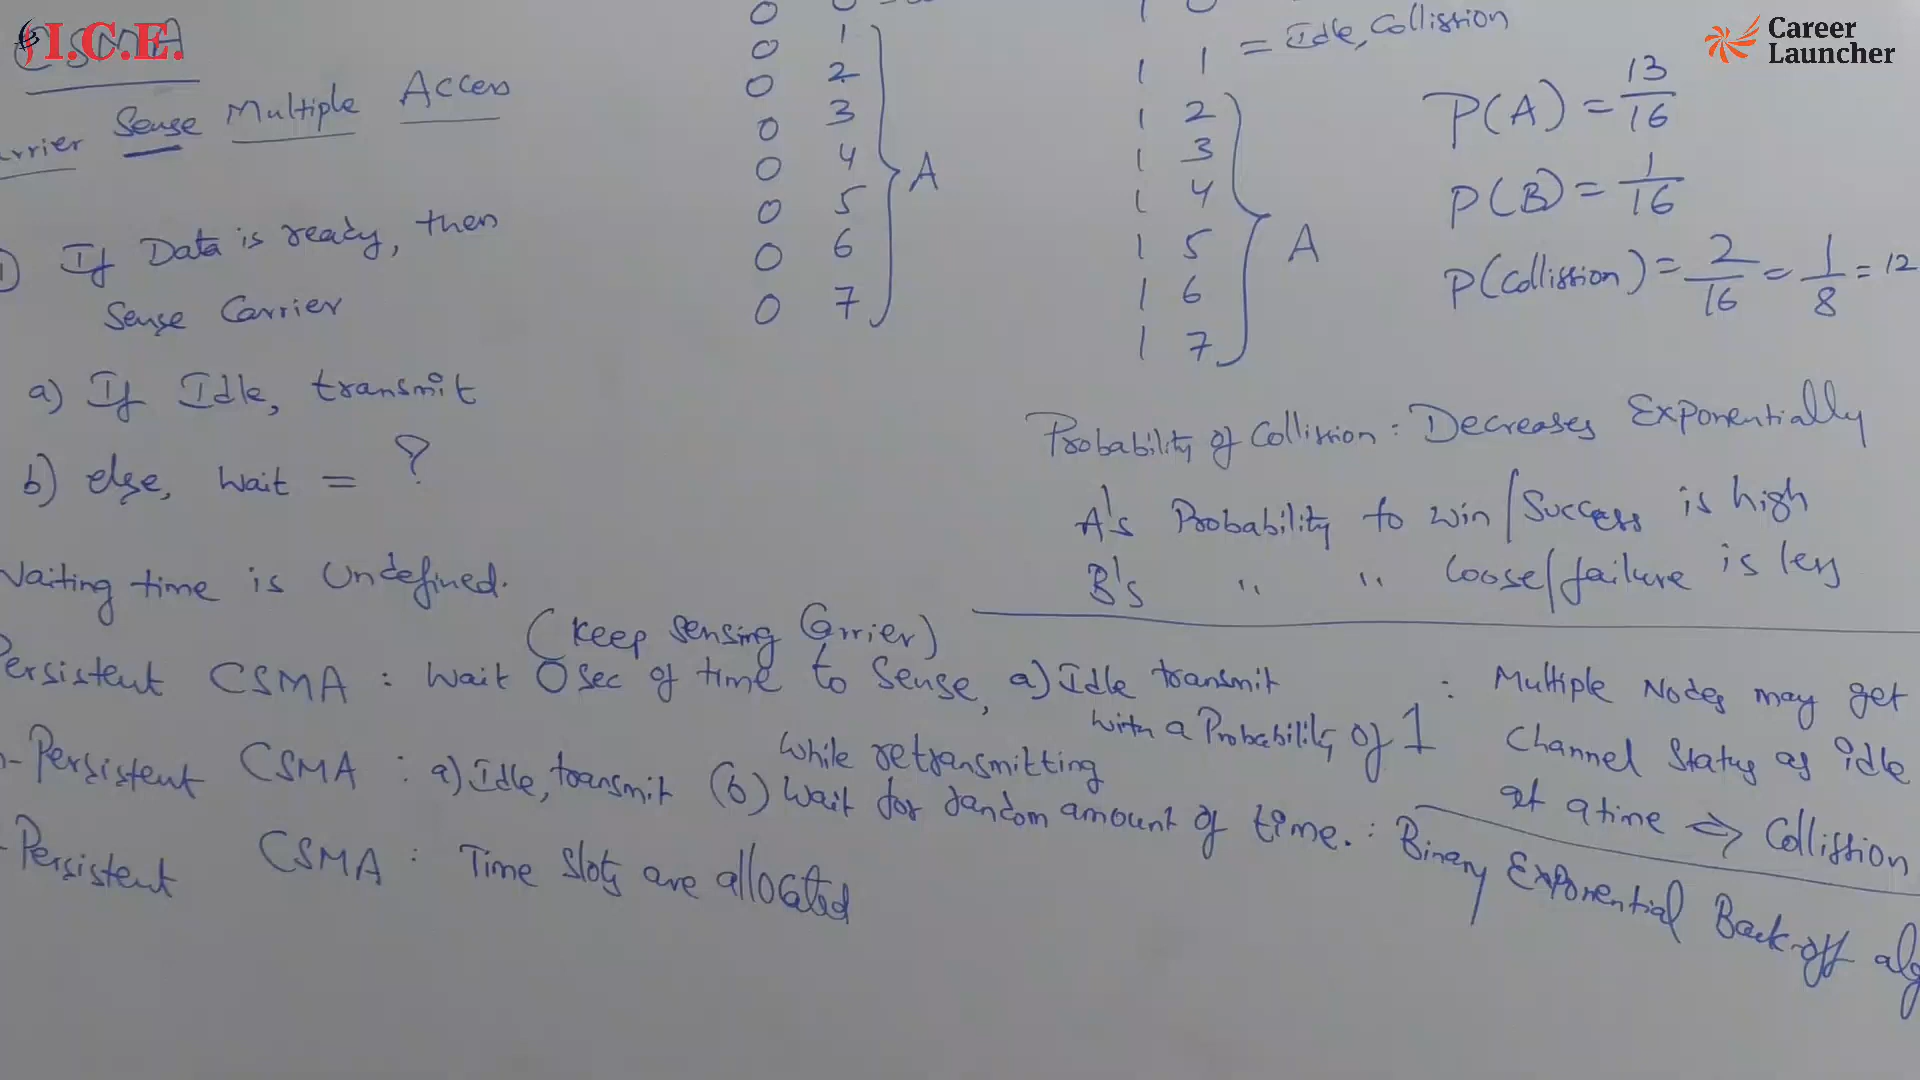 CSMA
I.C.E.
Career Launcher
Sense Multiple Access
If Data is ready, then
Sense Carrier
a) If Idle, transmit
b) else, wait = ?
Waiting time is Undefined.
(Keep sensing Carrier)
Persistent CSMA : Wait 0 sec of time to Sense, a) Idle transmit
with a Probability of 1
-Persistent CSMA : a) Idle, transmit (b) Wait for random amount of time. : Binary Exponential Back-off
while retransmitting
-Persistent CSMA : Time slots are allocated
0
0 1
0 2
0 3
0 4
0 5
0 6
0 7
A
1 1 = Idle, Collission
1 2
1 3
1 4
1 5
1 6
1 7
A
P(A) = 13/16
P(B) = 1/16
P(Collission) = 2/16 = 1/8 = 12
Probability of Collission : Decreases Exponentially
A's Probability to win/Success is high
B's " " loose/failure is less
: Multiple Nodes may get
Channel Status as idle
at a time => Collission